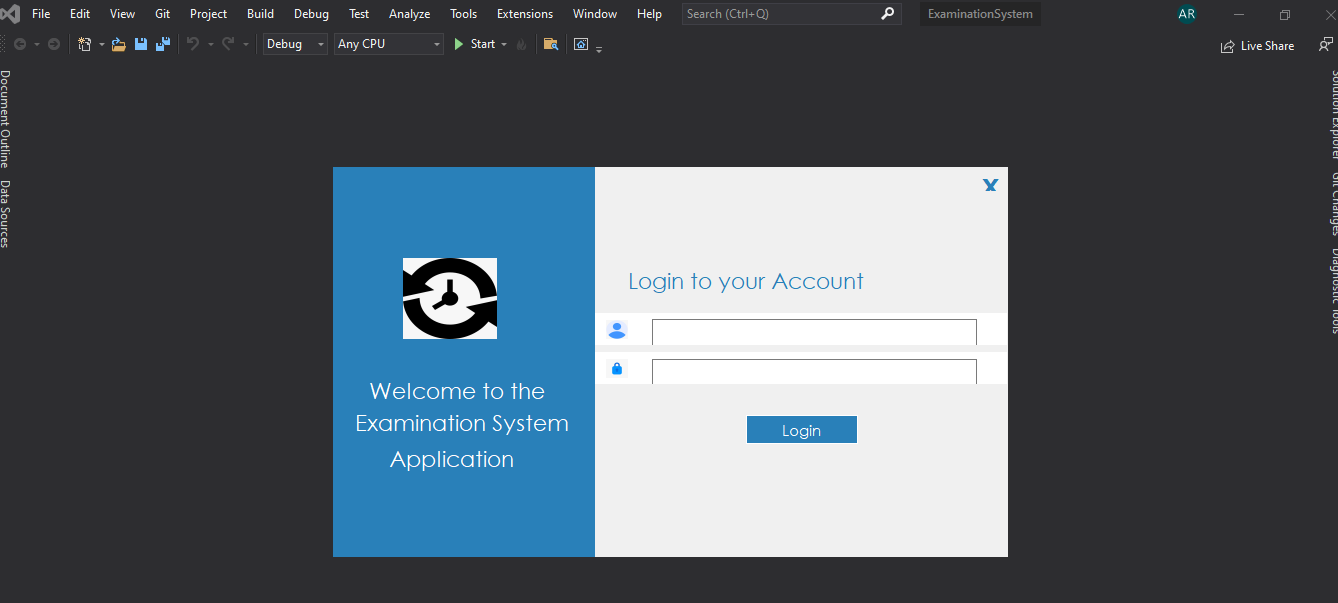 File Edit View Git Project Build Debug Test Analyze Tools Extensions Window Help Search (Ctrl+Q) ExaminationSystem AR
Debug Any CPU Start Live Share
Document Outline
Data Sources
Solution Explorer
Git Changes
Diagnostic Tools
X
Login to your Account
Welcome to the
Examination System
Application
Login